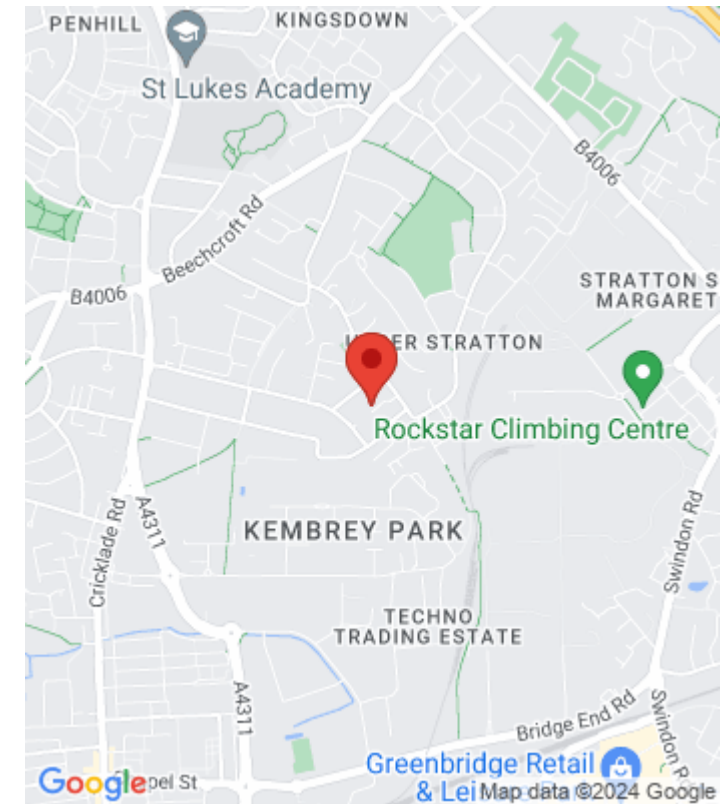 PENHILL
KINGSDOWN
St Lukes Academy
B4006
Beechcroft Rd
B4006
STRATTON S
MARGARET
ER STRATTON
Rockstar Climbing Centre
A4311
Cricklade Rd
KEMBREY PARK
Swindon Rd
TECHNO
TRADING ESTATE
A4311
Bridge End Rd
Swindon R
Greenbridge Retail
& Lei
Google
pel St
Map data ©2024 Google